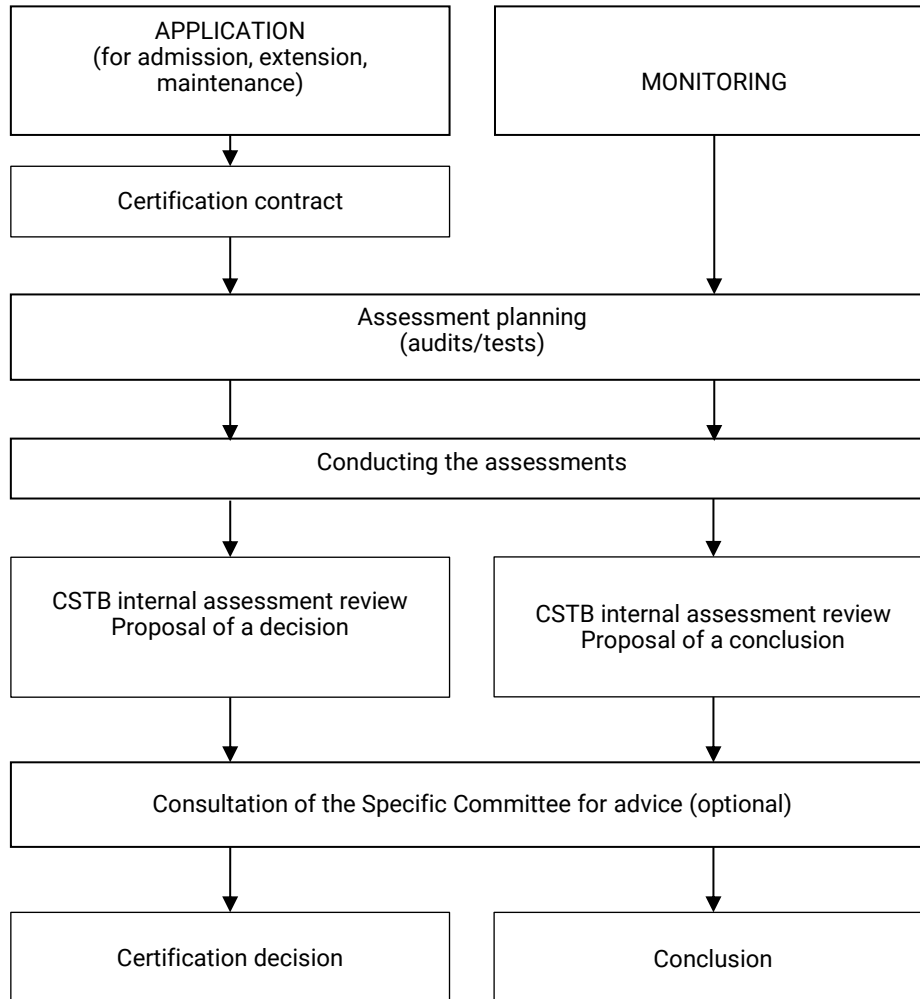 APPLICATION
(for admission, extension,
maintenance)
MONITORING
Certification contract
Assessment planning
(audits/tests)
Conducting the assessments
CSTB internal assessment review
Proposal of a decision
CSTB internal assessment review
Proposal of a conclusion
Consultation of the Specific Committee for advice (optional)
Certification decision
Conclusion